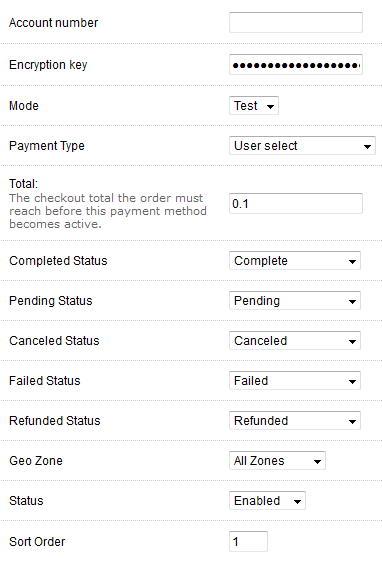 Account number
Encryption key ••••••••••••••••••
Mode Test
Payment Type User select
Total:
The checkout total the order must
reach before this payment method
becomes active.
0.1
Completed Status Complete
Pending Status Pending
Canceled Status Canceled
Failed Status Failed
Refunded Status Refunded
Geo Zone All Zones
Status Enabled
Sort Order 1